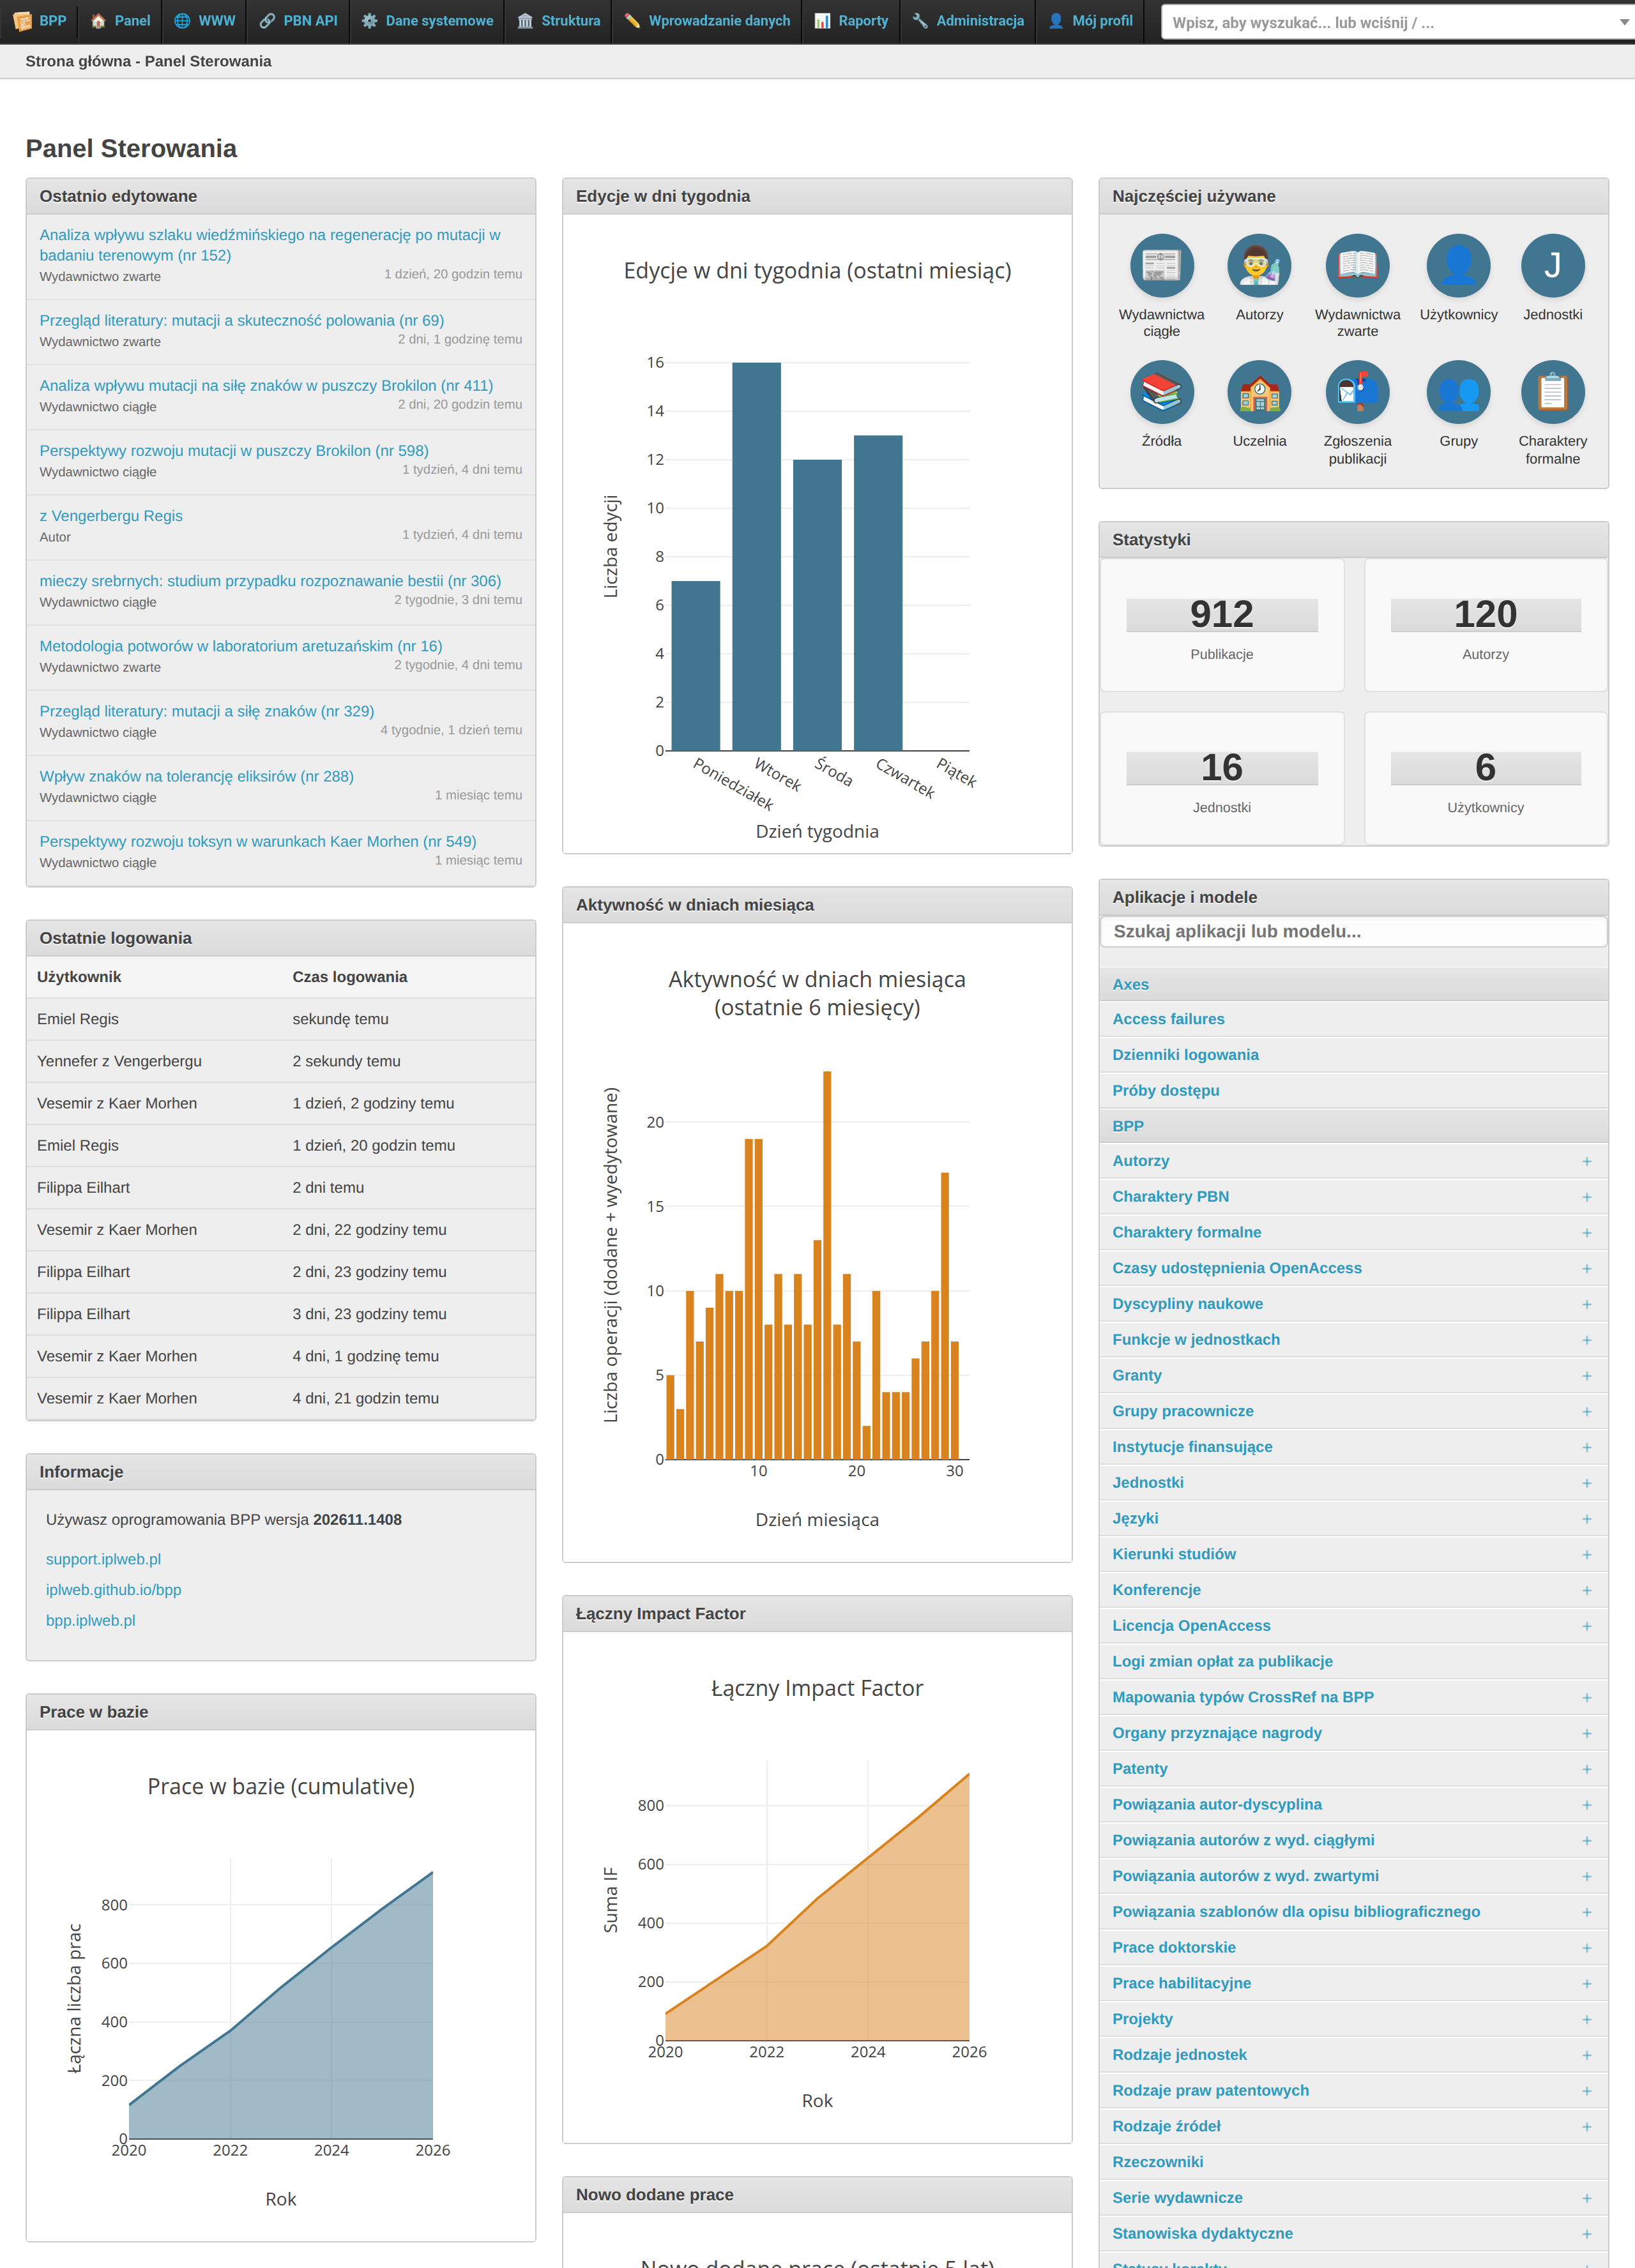 BPP
Panel
WWW
PBN API
Dane systemowe
Struktura
Wprowadzanie danych
Raporty
Administracja
Mój profil
Wpisz, aby wyszukać... lub wciśnij / ...
Strona główna - Panel Sterowania
Panel Sterowania
Ostatnio edytowane
Analiza wpływu szlaku wiedźmińskiego na regenerację po mutacji w
badaniu terenowym (nr 152)
Wydawnictwo zwarte
1 dzień, 20 godzin temu
Przegląd literatury: mutacji a skuteczność polowania (nr 69)
Wydawnictwo zwarte
2 dni, 1 godzinę temu
Analiza wpływu mutacji na siłę znaków w puszczy Brokilon (nr 411)
Wydawnictwo ciągłe
2 dni, 20 godzin temu
Perspektywy rozwoju mutacji w puszczy Brokilon (nr 598)
Wydawnictwo ciągłe
1 tydzień, 4 dni temu
z Vengerbergu Regis
Autor
1 tydzień, 4 dni temu
mieczy srebrnych: studium przypadku rozpoznawanie bestii (nr 306)
Wydawnictwo ciągłe
2 tygodnie, 3 dni temu
Metodologia potworów w laboratorium aretuzańskim (nr 16)
Wydawnictwo zwarte
2 tygodnie, 4 dni temu
Przegląd literatury: mutacji a siłę znaków (nr 329)
Wydawnictwo ciągłe
4 tygodnie, 1 dzień temu
Wpływ znaków na tolerancję eliksirów (nr 288)
Wydawnictwo ciągłe
1 miesiąc temu
Perspektywy rozwoju toksyn w warunkach Kaer Morhen (nr 549)
Wydawnictwo ciągłe
1 miesiąc temu
Ostatnie logowania
Użytkownik Czas logowania
Emiel Regis sekundę temu
Yennefer z Vengerbergu 2 sekundy temu
Vesemir z Kaer Morhen 1 dzień, 2 godziny temu
Emiel Regis 1 dzień, 20 godzin temu
Filippa Eilhart 2 dni temu
Vesemir z Kaer Morhen 2 dni, 22 godziny temu
Filippa Eilhart 2 dni, 23 godziny temu
Filippa Eilhart 3 dni, 23 godziny temu
Vesemir z Kaer Morhen 4 dni, 1 godzinę temu
Vesemir z Kaer Morhen 4 dni, 21 godzin temu
Informacje
Używasz oprogramowania BPP wersja 202611.1408
support.iplweb.pl
iplweb.github.io/bpp
bpp.iplweb.pl
Prace w bazie
Prace w bazie (cumulative)
Łączna liczba prac
800
600
400
200
0
2020 2022 2024 2026
Rok
Edycje w dni tygodnia
Edycje w dni tygodnia (ostatni miesiąc)
Liczba edycji
16
14
12
10
8
6
4
2
0
Poniedziałek
Wtorek
Środa
Czwartek
Piątek
Dzień tygodnia
Aktywność w dniach miesiąca
Aktywność w dniach miesiąca
(ostatnie 6 miesięcy)
Liczba operacji (dodane + wyedytowane)
20
15
10
5
0
10 20 30
Dzień miesiąca
Łączny Impact Factor
Łączny Impact Factor
Suma IF
800
600
400
200
0
2020 2022 2024 2026
Rok
Nowo dodane prace
Nowo dodane prace (ostatnie 5 lat)
Najczęściej używane
Wydawnictwa
ciągłe
Autorzy
Wydawnictwa
zwarte
Użytkownicy
J
Jednostki
Źródła
Uczelnia
Zgłoszenia
publikacji
Grupy
Charaktery
formalne
Statystyki
912
Publikacje
120
Autorzy
16
Jednostki
6
Użytkownicy
Aplikacje i modele
Szukaj aplikacji lub modelu...
Axes
Access failures
Dzienniki logowania
Próby dostępu
BPP
Autorzy +
Charaktery PBN +
Charaktery formalne +
Czasy udostępnienia OpenAccess +
Dyscypliny naukowe +
Funkcje w jednostkach +
Granty +
Grupy pracownicze +
Instytucje finansujące +
Jednostki +
Języki +
Kierunki studiów +
Konferencje +
Licencja OpenAccess +
Logi zmian opłat za publikacje
Mapowania typów CrossRef na BPP +
Organy przyznające nagrody +
Patenty +
Powiązania autor-dyscyplina +
Powiązania autorów z wyd. ciągłymi +
Powiązania autorów z wyd. zwartymi +
Powiązania szablonów dla opisu bibliograficznego +
Prace doktorskie +
Prace habilitacyjne +
Projekty +
Rodzaje jednostek +
Rodzaje praw patentowych +
Rodzaje źródeł +
Rzeczowniki
Serie wydawnicze +
Stanowiska dydaktyczne +
Statusy korekty +